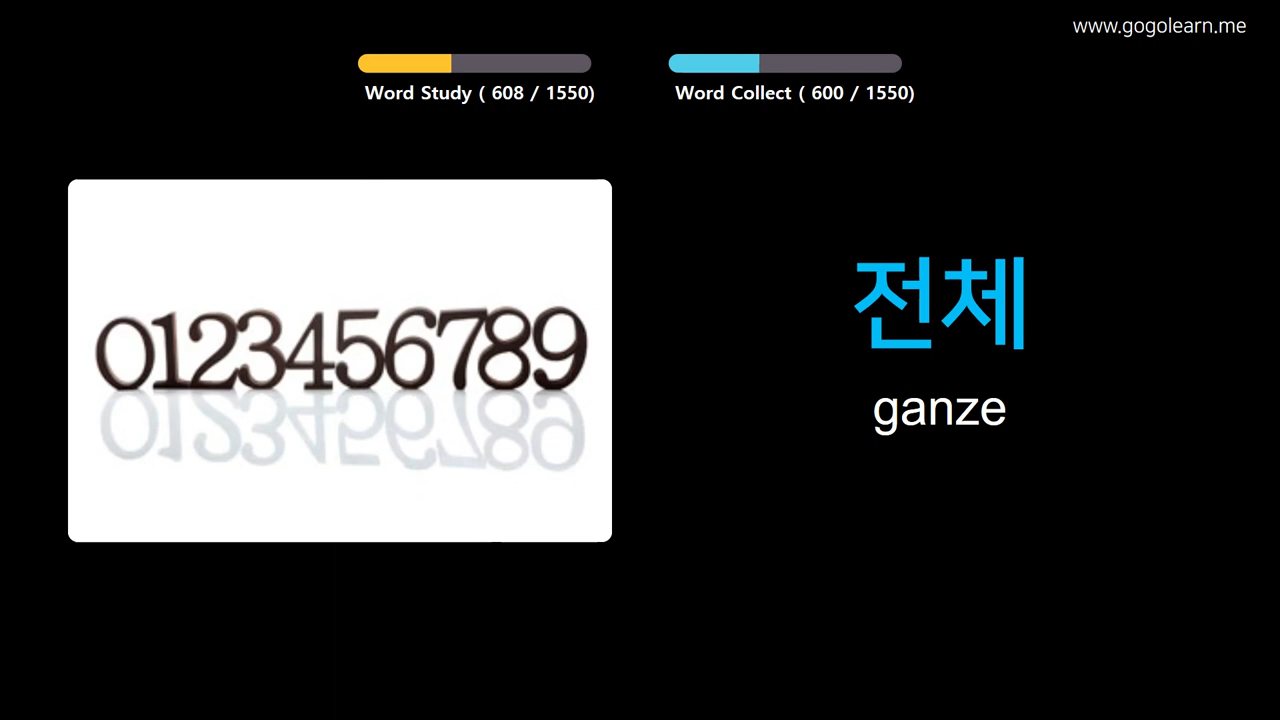 www.gogolearn.me
Word Study ( 608 / 1550)
Word Collect ( 600 / 1550)
0123456789
전체
ganze